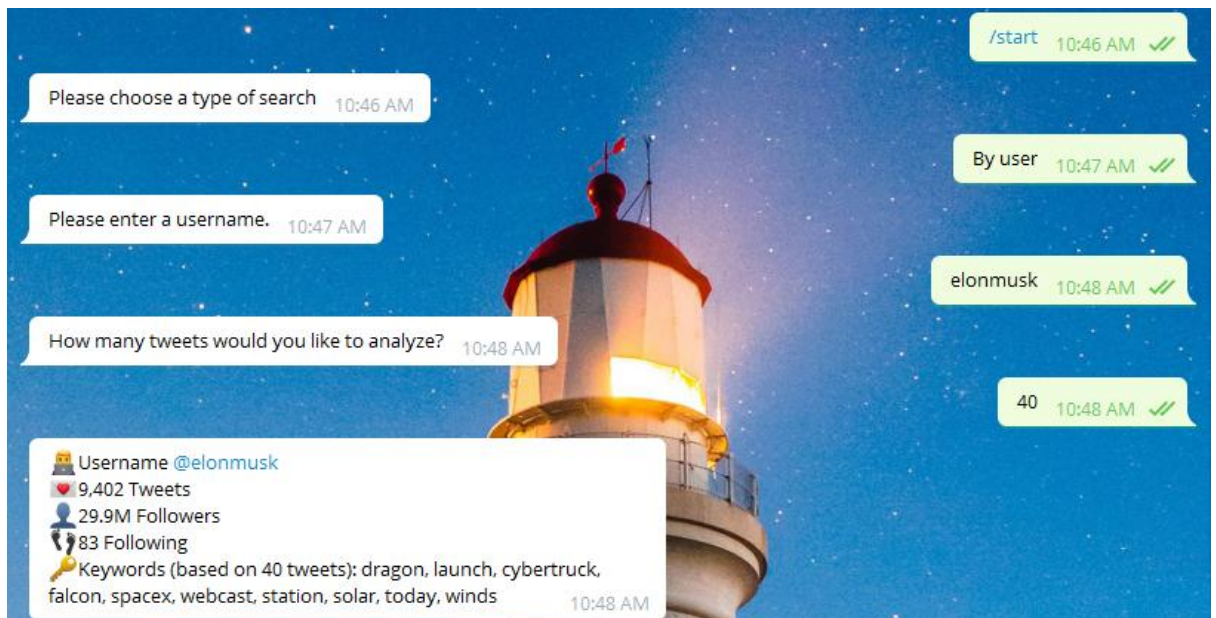 /start 10:46 AM
Please choose a type of search 10:46 AM
By user 10:47 AM
Please enter a username. 10:47 AM
elonmusk 10:48 AM
How many tweets would you like to analyze? 10:48 AM
40 10:48 AM
Username @elonmusk
9,402 Tweets
29.9M Followers
83 Following
Keywords (based on 40 tweets): dragon, launch, cybertruck,
falcon, spacex, webcast, station, solar, today, winds 10:48 AM